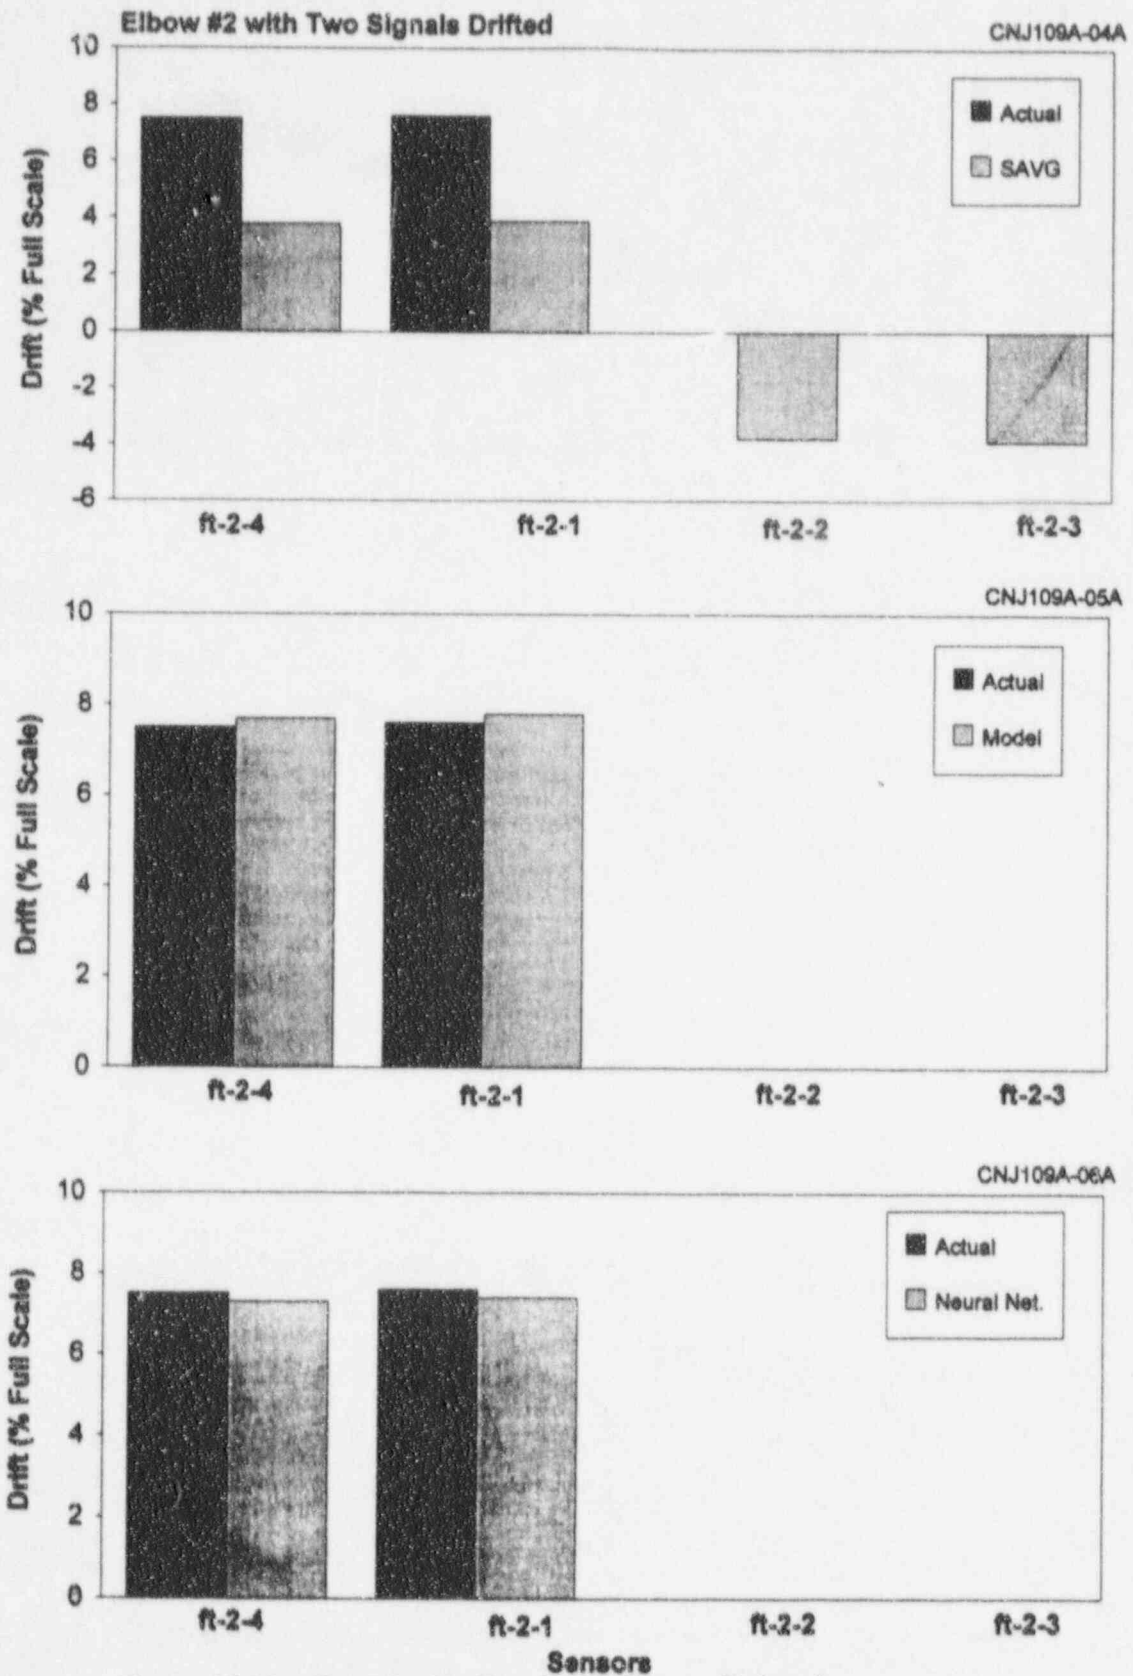 Elbow #2 with Two Signals Drifted
CNJ109A-04A
Drift (% Full Scale)
10
8
6
4
2
0
-2
-4
-6
Actual
SAVG
ft-2-4
ft-2-1
ft-2-2
ft-2-3
CNJ109A-05A
Drift (% Full Scale)
10
8
6
4
2
0
Actual
Model
ft-2-4
ft-2-1
ft-2-2
ft-2-3
CNJ109A-06A
Drift (% Full Scale)
10
8
6
4
2
0
Actual
Neural Net.
ft-2-4
ft-2-1
ft-2-2
ft-2-3
Sensors